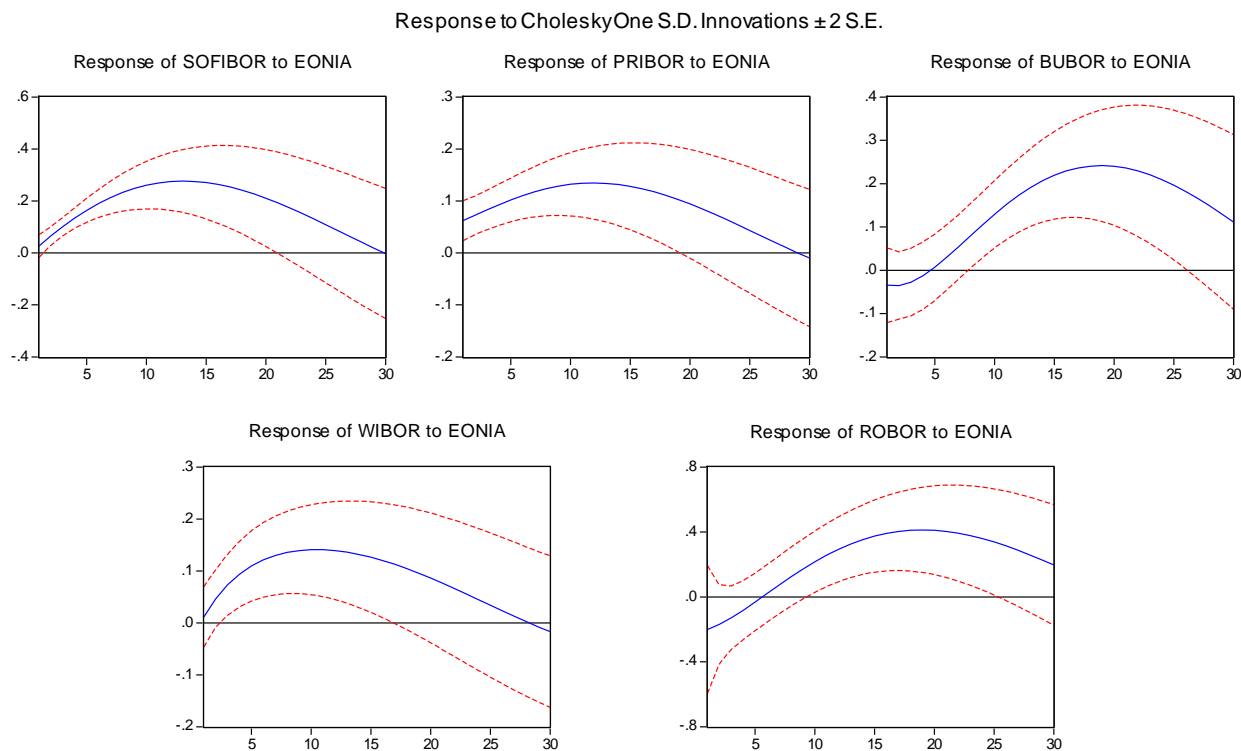 Response to Cholesky One S.D. Innovations ± 2 S.E.
Response of SOFIBOR to EONIA
.6
.4
.2
.0
-.2
-.4
5 10 15 20 25 30
Response of PRIBOR to EONIA
.3
.2
.1
.0
-.1
-.2
5 10 15 20 25 30
Response of BUBOR to EONIA
.4
.3
.2
.1
.0
-.1
-.2
5 10 15 20 25 30
Response of WIBOR to EONIA
.3
.2
.1
.0
-.1
-.2
5 10 15 20 25 30
Response of ROBOR to EONIA
.8
.4
.0
-.4
-.8
5 10 15 20 25 30